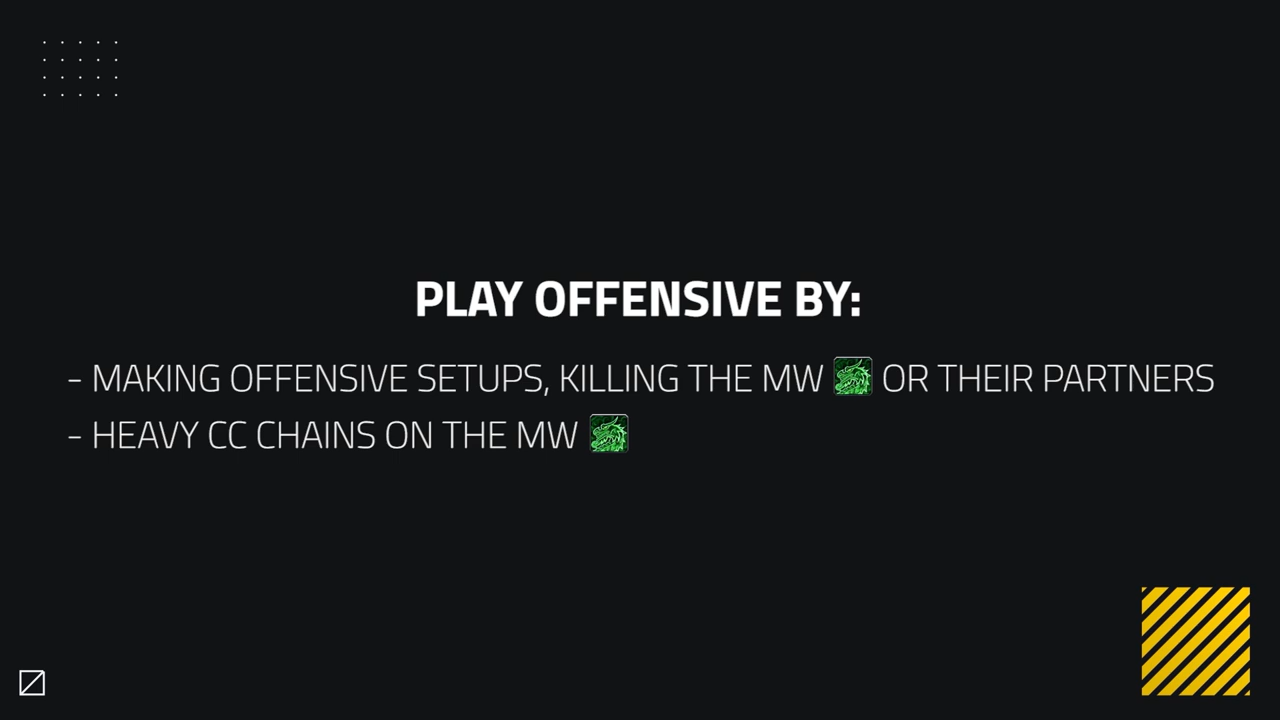 PLAY OFFENSIVE BY:
- MAKING OFFENSIVE SETUPS, KILLING THE MW OR THEIR PARTNERS
- HEAVY CC CHAINS ON THE MW